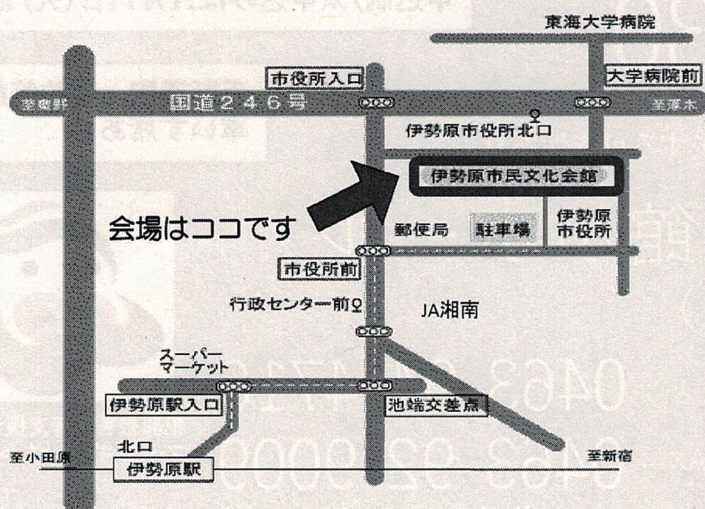 東海大学病院
市役所入口
大学病院前
至秦野
国道246号
至厚木
伊勢原市役所北口
伊勢原市民文化会館
会場はココです
郵便局
駐車場
伊勢原
市役所
市役所前
行政センター前
JA湘南
スーパー
マーケット
伊勢原駅入口
池端交差点
北口
至小田原
伊勢原駅
至新宿